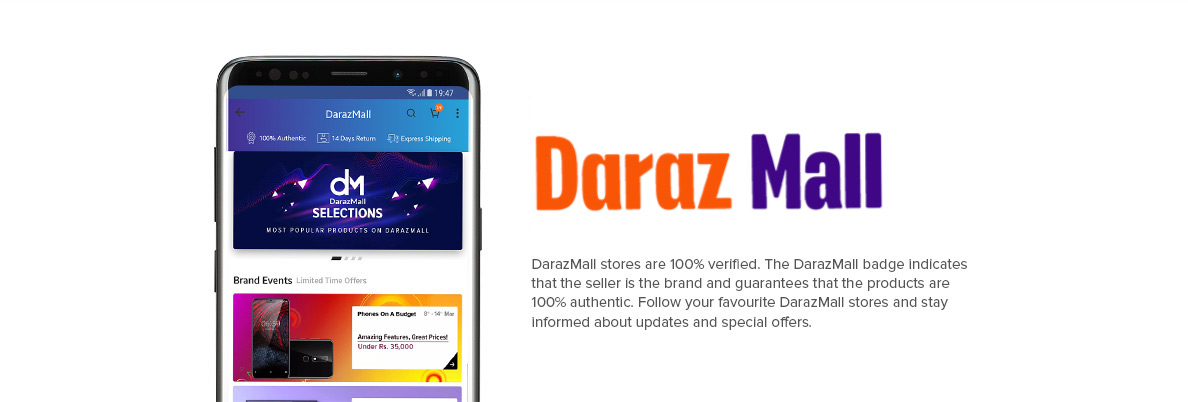 19:47
DarazMall
100% Authentic
14 Days Return
Express Shipping
dM
DarazMall
SELECTIONS
MOST POPULAR PRODUCTS ON DARAZMALL
Brand Events Limited Time Offers
06:50
Phones On A Budget 8th - 14th Mar
Amazing Features, Great Prices!
Under Rs. 35,000
Daraz Mall
DarazMall stores are 100% verified. The DarazMall badge indicates
that the seller is the brand and guarantees that the products are
100% authentic. Follow your favourite DarazMall stores and stay
informed about updates and special offers.